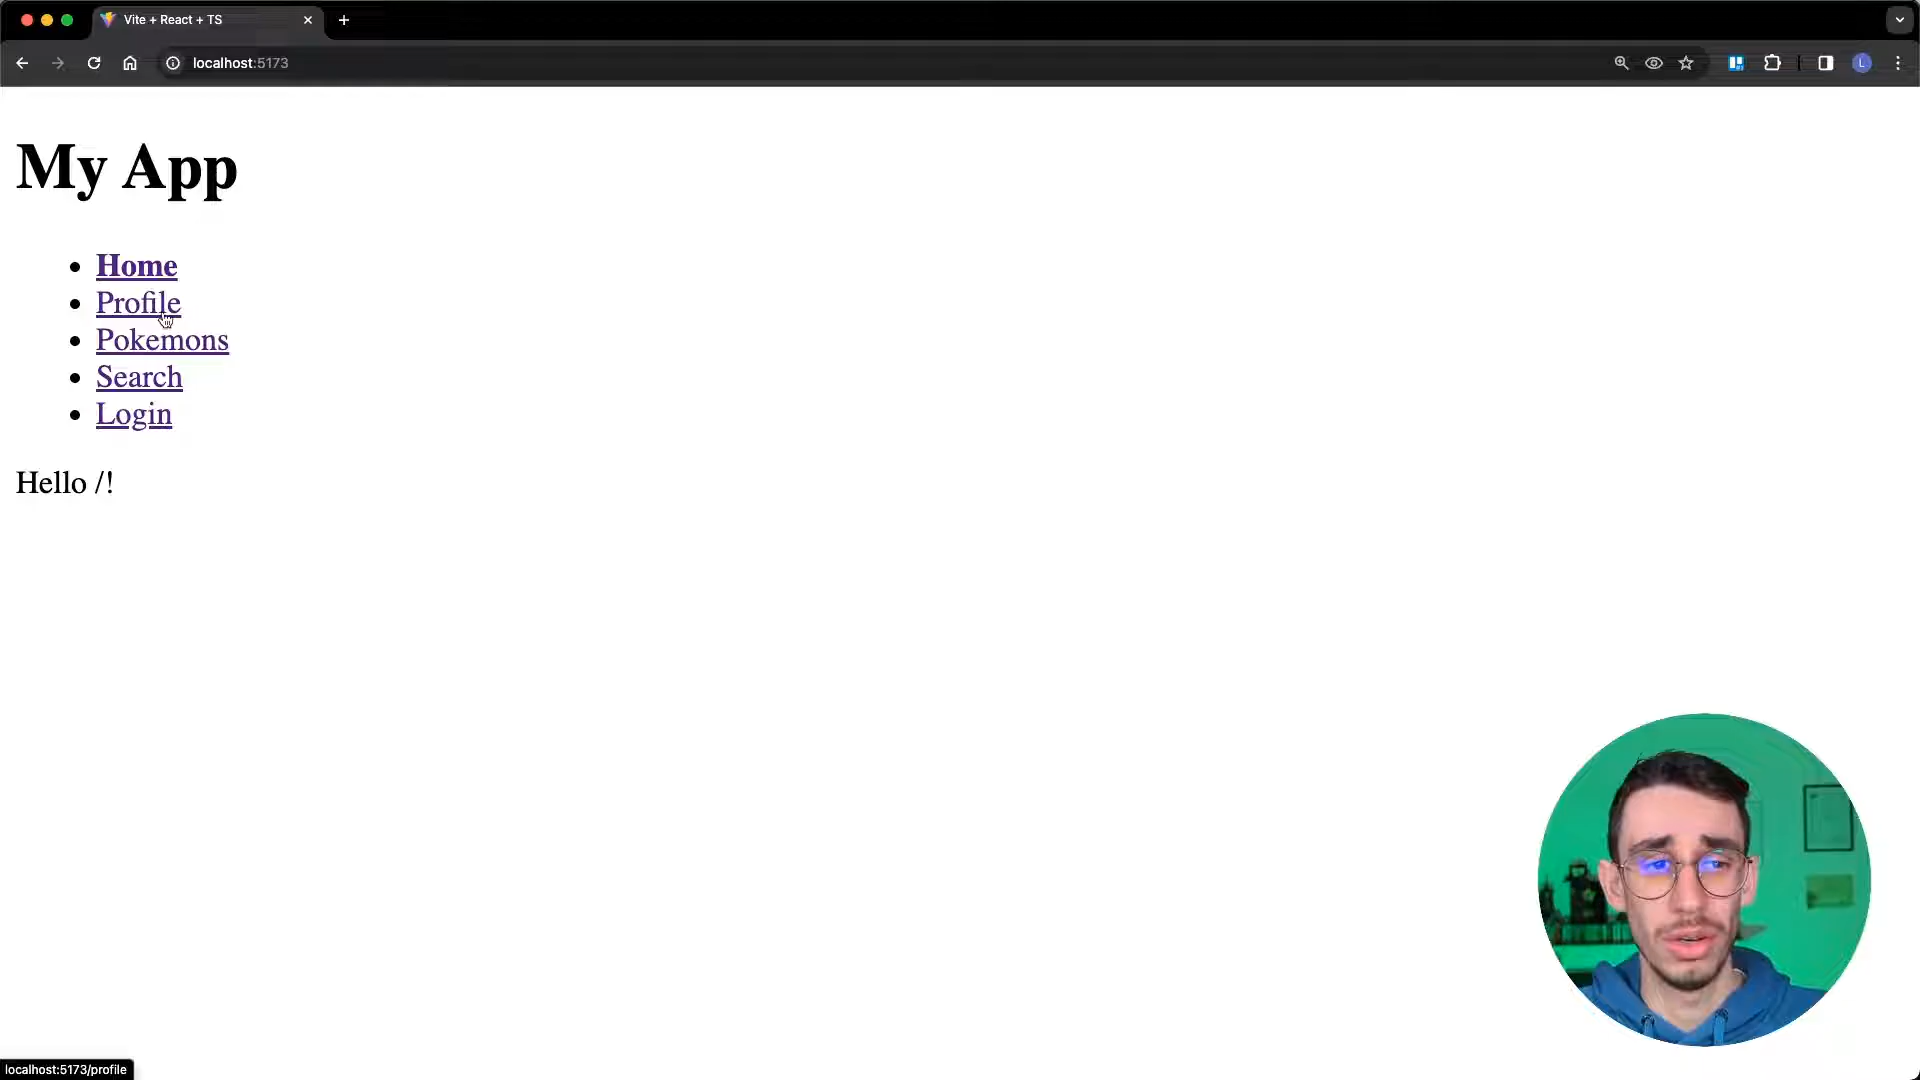 Vite + React + TS
localhost:5173
L
My App
Home
Profile
Pokemons
Search
Login
Hello /!
localhost:5173/profile